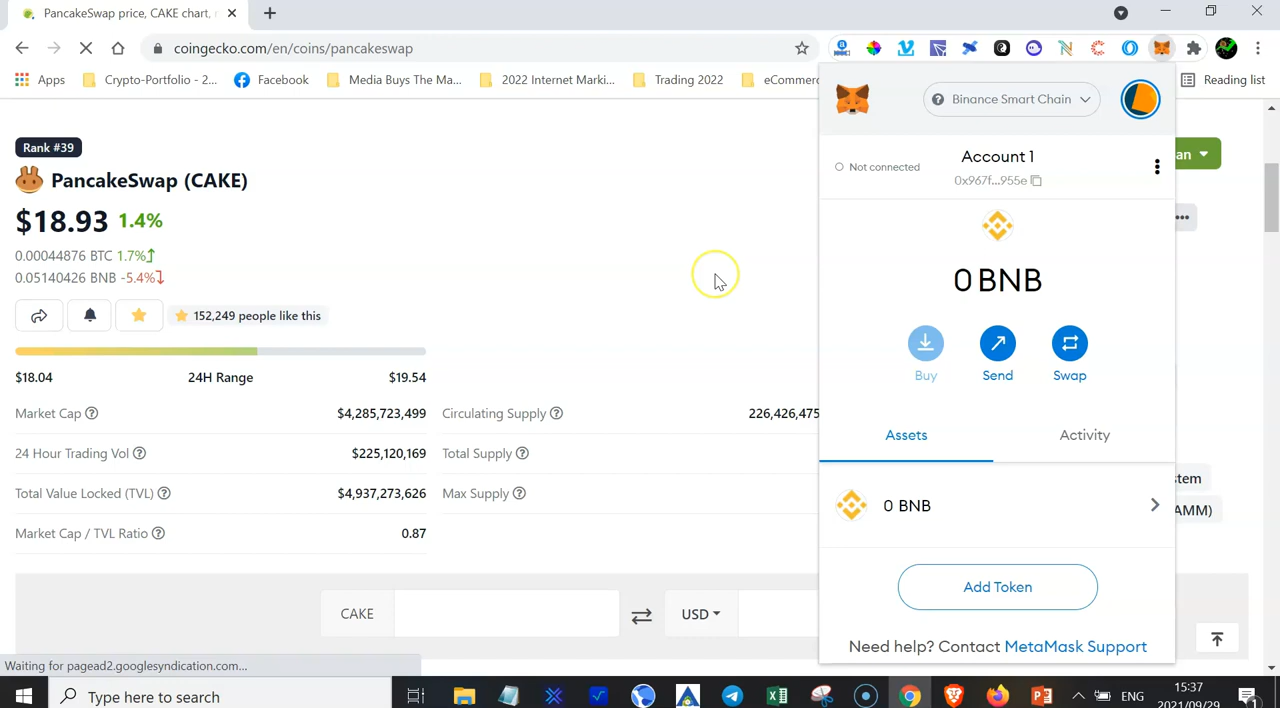 PancakeSwap price, CAKE chart,
coingecko.com/en/coins/pancakeswap
Apps
Crypto-Portfolio - 2...
Facebook
Media Buys The Ma...
2022 Internet Marki...
Trading 2022
eCommerc
Reading list
Binance Smart Chain
Rank #39
Not connected
Account 1
an
0x967f...955e
PancakeSwap (CAKE)
$18.93 1.4%
0.00044876 BTC 1.7%
0.05140426 BNB -5.4%
0 BNB
152,249 people like this
Buy
Send
Swap
$18.04
24H Range
$19.54
Market Cap
$4,285,723,499
Circulating Supply
226,426,475
Assets
Activity
24 Hour Trading Vol
$225,120,169
Total Supply
Total Value Locked (TVL)
$4,937,273,626
Max Supply
stem
0 BNB
AMM)
Market Cap / TVL Ratio
0.87
Add Token
CAKE
USD
Need help? Contact MetaMask Support
Waiting for pagead2.googlesyndication.com...
Type here to search
ENG
15:37
2021/09/29
1